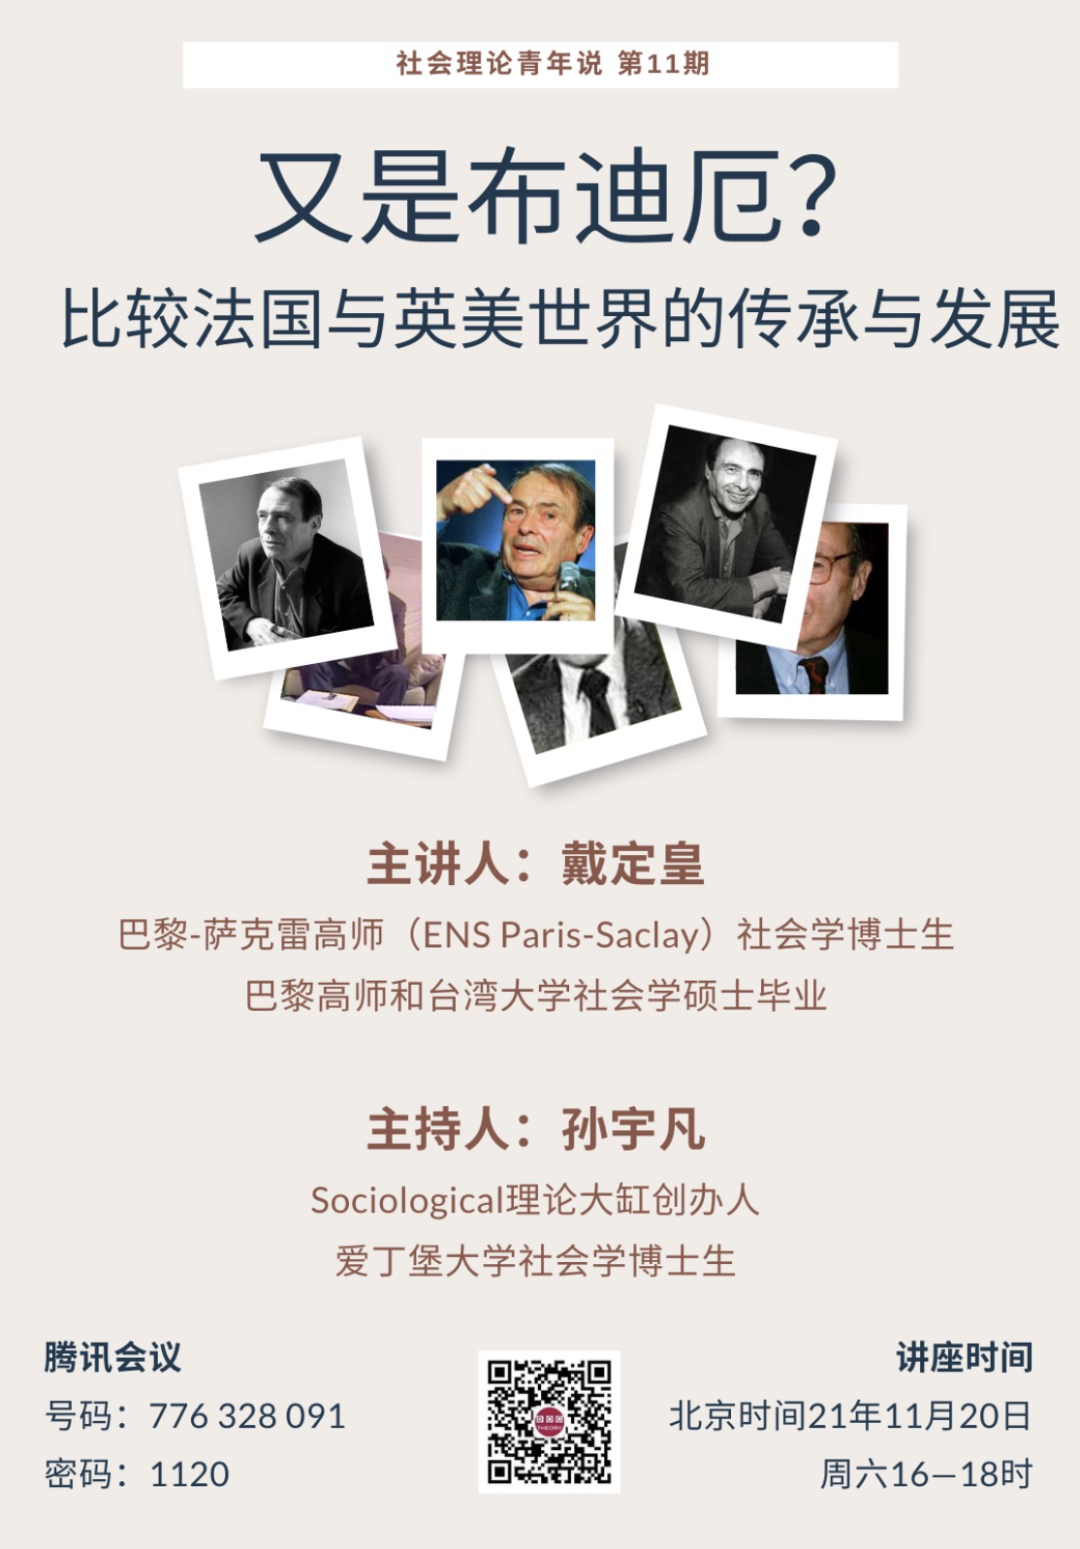 社会理论青年说 第11期
又是布迪厄？
比较法国与英美世界的传承与发展
主讲人：戴定皇
巴黎-萨克雷高师（ENS Paris-Saclay）社会学博士生
巴黎高师和台湾大学社会学硕士毕业
主持人：孙宇凡
Sociological理论大缸创办人
爱丁堡大学社会学博士生
腾讯会议
号码：776 328 091
密码：1120
SOC
THEORY
讲座时间
北京时间21年11月20日
周六16—18时